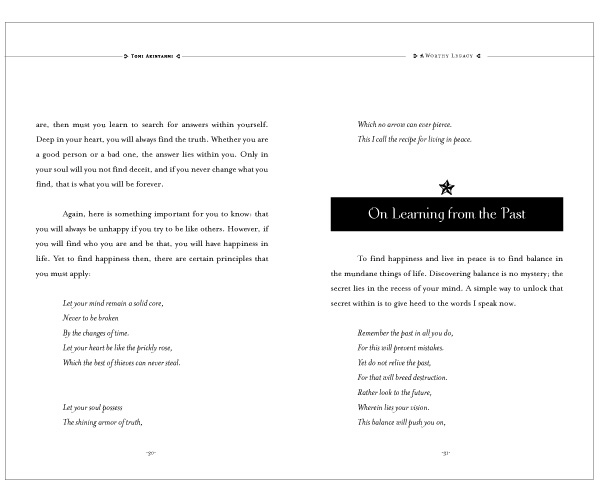 Tomi Akinyanmi
are, then must you learn to search for answers within yourself.
Deep in your heart, you will always find the truth. Whether you are
a good person or a bad one, the answer lies within you. Only in
your soul will you not find deceit, and if you never change what you
find, that is what you will be forever.
Again, here is something important for you to know: that
you will always be unhappy if you try to be like others. However, if
you will find who you are and be that, you will have happiness in
life. Yet to find happiness then, there are certain principles that
you must apply:
Let your mind remain a solid core,
Never to be broken
By the changes of time.
Let your heart be like the prickly rose,
Which the best of thieves can never steal.
Let your soul possess
The shining armor of truth,
-30-
A Worthy Legacy
Which no arrow can ever pierce.
This I call the recipe for living in peace.
On Learning from the Past
To find happiness and live in peace is to find balance in
the mundane things of life. Discovering balance is no mystery; the
secret lies in the recess of your mind. A simple way to unlock that
secret within is to give heed to the words I speak now.
Remember the past in all you do,
For this will prevent mistakes.
Yet do not relive the past,
For that will breed destruction.
Rather look to the future,
Wherein lies your vision.
This balance will push you on,
-31-